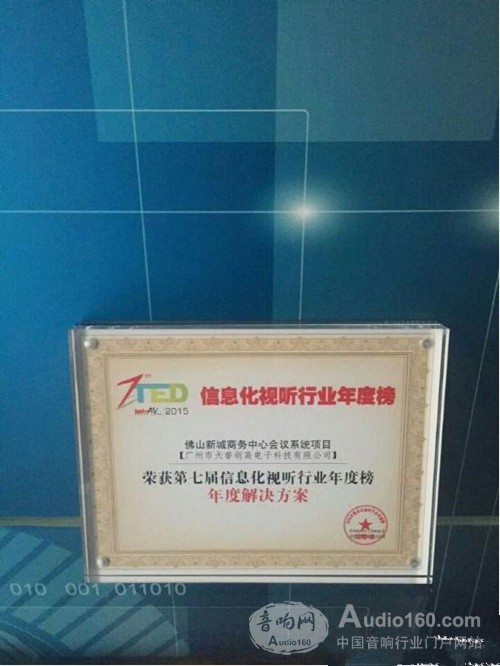 7TH
TED
InfoAV 2015
信息化视听行业年度榜
佛山新城商务中心会议系统项目
【广州市天誉创高电子科技有限公司】
荣获第七届信息化视听行业年度榜
年度解决方案
010 001 011010
音响网
Audio160
Audio160.com
中国音响行业门户网站